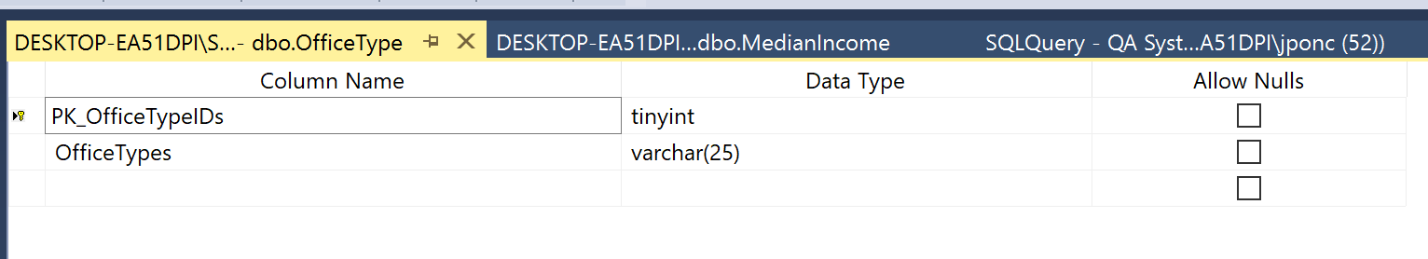 DESKTOP-EA51DPI\S...- dbo.OfficeType DESKTOP-EA51DPI...dbo.MedianIncome SQLQuery - QA Syst...A51DPI\jponc (52))
Column Name Data Type Allow Nulls
PK_OfficeTypeIDs tinyint
OfficeTypes varchar(25)